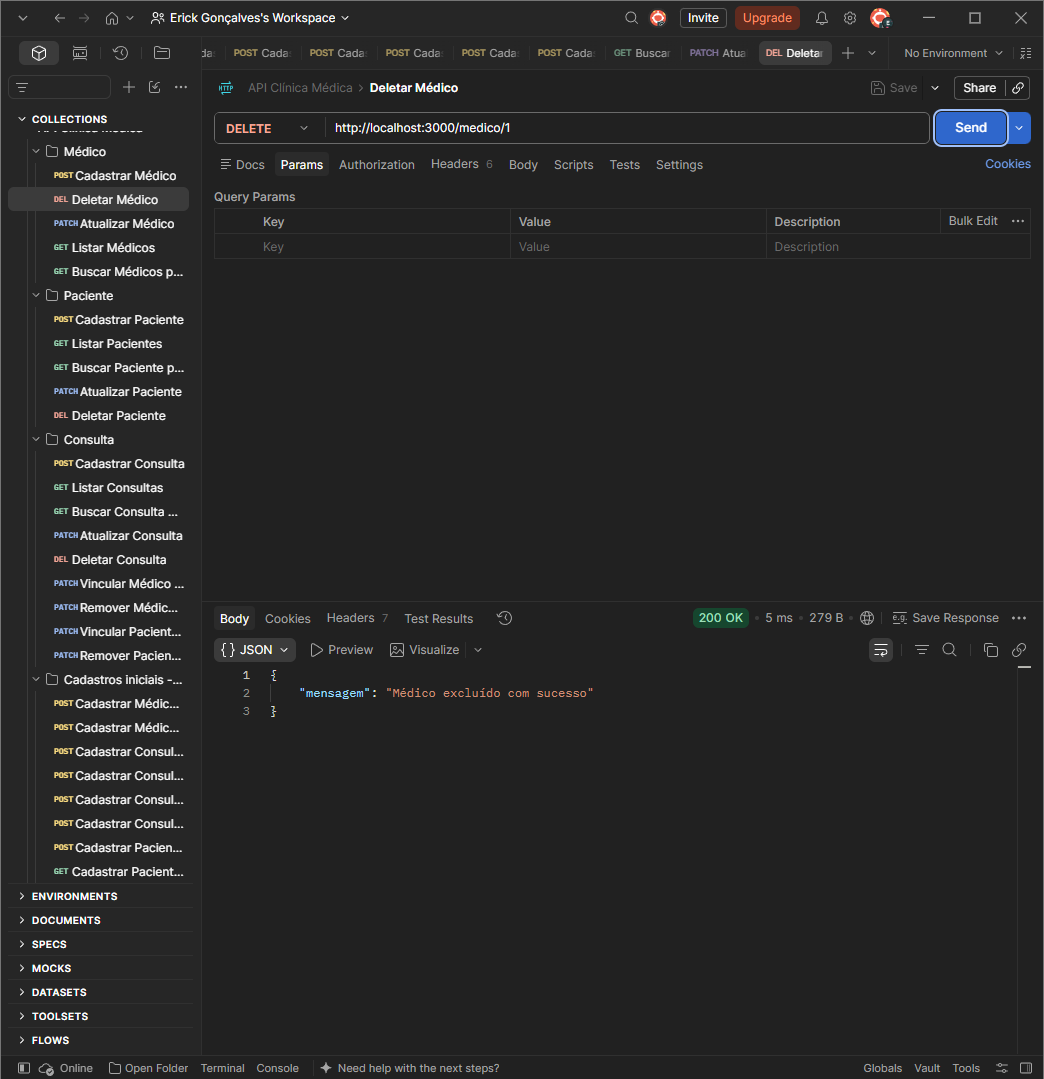 Erick Gonçalves's Workspace
Invite
Upgrade
POST Cada
POST Cada
POST Cada
POST Cada
POST Cada
GET Buscar
PATCH Atua
DEL Deletar
No Environment
HTTP
API Clínica Médica > Deletar Médico
Save
Share
DELETE
http://localhost:3000/medico/1
Send
Docs
Params
Authorization
Headers 6
Body
Scripts
Tests
Settings
Cookies
Query Params
Key
Value
Description
Bulk Edit
Key
Value
Description
COLLECTIONS
API Clínica Médica
Médico
POST Cadastrar Médico
DEL Deletar Médico
PATCH Atualizar Médico
GET Listar Médicos
GET Buscar Médicos p...
Paciente
POST Cadastrar Paciente
GET Listar Pacientes
GET Buscar Paciente p...
PATCH Atualizar Paciente
DEL Deletar Paciente
Consulta
POST Cadastrar Consulta
GET Listar Consultas
GET Buscar Consulta ...
PATCH Atualizar Consulta
DEL Deletar Consulta
PATCH Vincular Médico ...
PATCH Remover Médic...
PATCH Vincular Pacient...
PATCH Remover Pacien...
Cadastros iniciais -...
POST Cadastrar Médic...
POST Cadastrar Médic...
POST Cadastrar Consul...
POST Cadastrar Consul...
POST Cadastrar Consul...
POST Cadastrar Consul...
POST Cadastrar Pacien...
GET Cadastrar Pacient...
ENVIRONMENTS
DOCUMENTS
SPECS
MOCKS
DATASETS
TOOLSETS
FLOWS
Body
Cookies
Headers 7
Test Results
200 OK
5 ms
279 B
e.g. Save Response
{} JSON
Preview
Visualize
1 {
2 "mensagem": "Médico excluído com sucesso"
3 }
Online
Open Folder
Terminal
Console
Need help with the next steps?
Globals
Vault
Tools